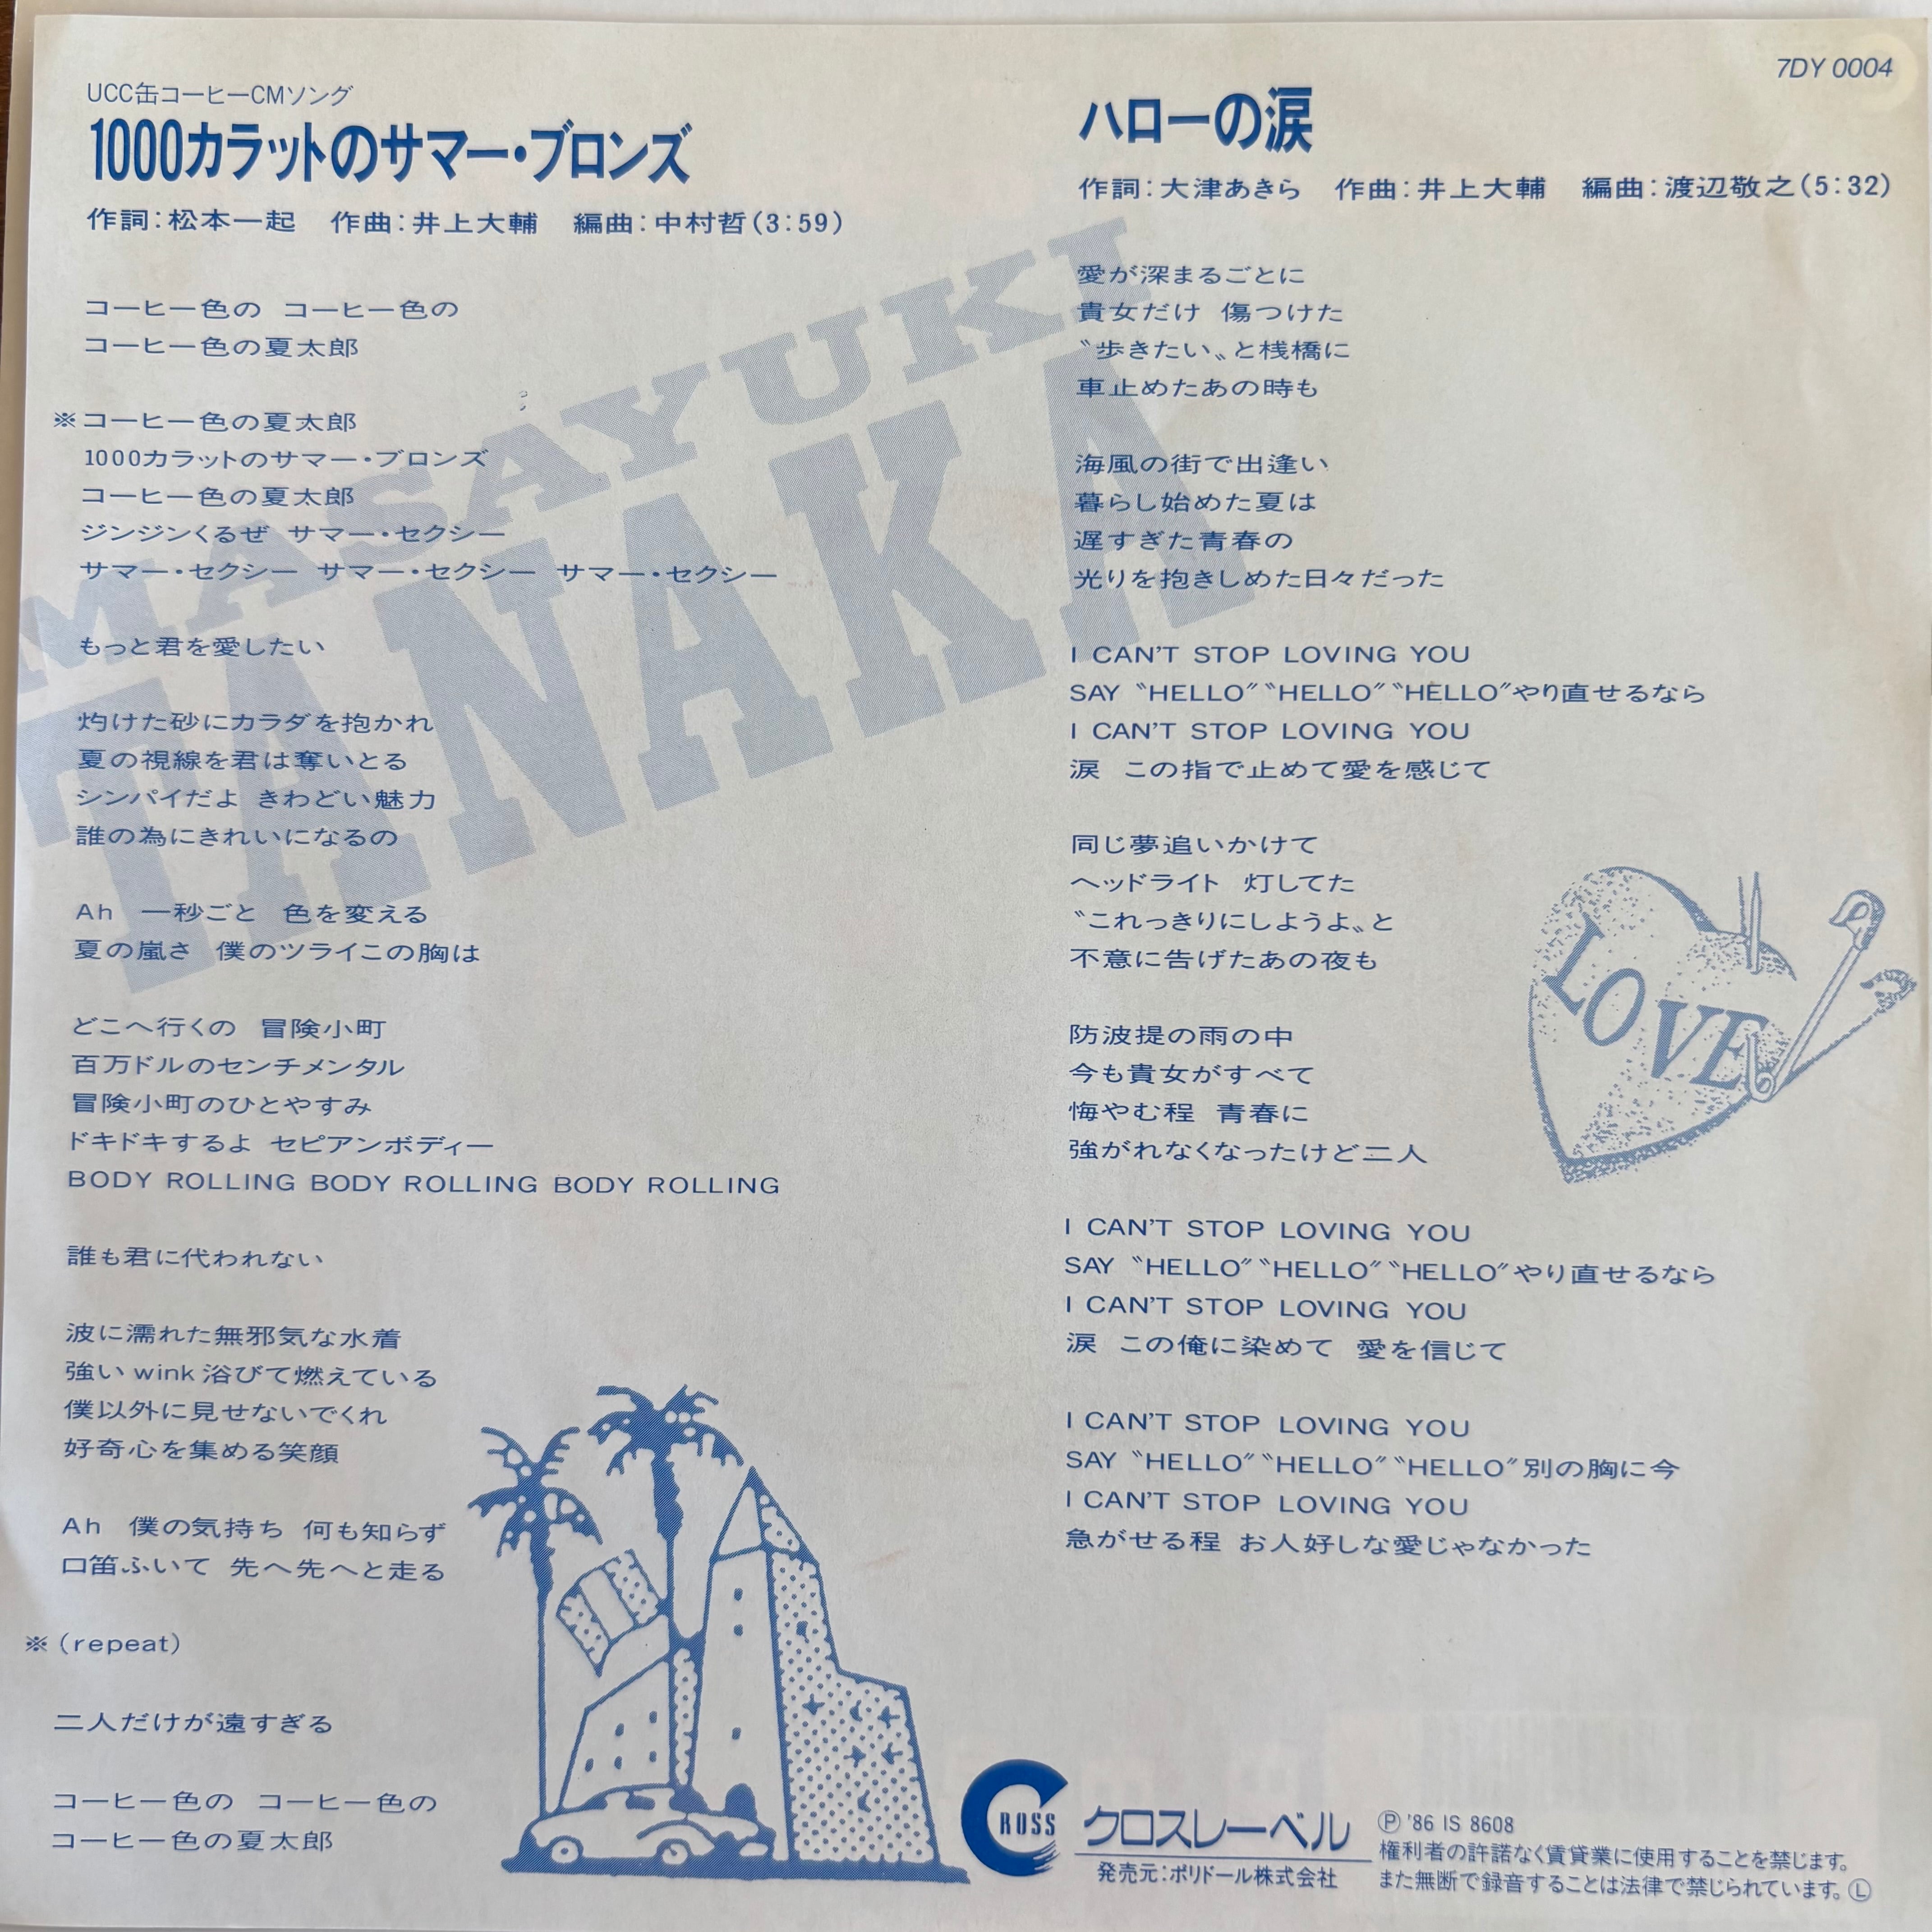 UCC缶コーヒーCMソング
1000カラットのサマー・ブロンズ
作詞:松本一起 作曲:井上大輔 編曲:中村哲(3:59)
コーヒー色の コーヒー色の
コーヒー色の夏太郎
※コーヒー色の夏太郎
1000カラットのサマー・ブロンズ
コーヒー色の夏太郎
ジンジンくるぜ サマー・セクシー
サマー・セクシー サマー・セクシー サマー・セクシー
もっと君を愛したい
灼けた砂にカラダを抱かれ
夏の視線を君は奪いとる
シンパイだよ きわどい魅力
誰の為にきれいになるの
Ah 一秒ごと 色を変える
夏の嵐さ 僕のツライこの胸は
どこへ行くの 冒険小町
百万ドルのセンチメンタル
冒険小町のひとやすみ
ドキドキするよ セピアンボディー
BODY ROLLING BODY ROLLING BODY ROLLING
誰も君に代われない
波に濡れた無邪気な水着
強い wink 浴びて燃えている
僕以外に見せないでくれ
好奇心を集める笑顔
Ah 僕の気持ち 何も知らず
口笛ふいて 先へ先へと走る
※(repeat)
二人だけが遠すぎる
コーヒー色の コーヒー色の
コーヒー色の夏太郎
MASAYUKI
TANAKA
7DY 0004
ハローの涙
作詞:大津あきら 作曲:井上大輔 編曲:渡辺敬之(5:32)
愛が深まるごとに
貴女だけ 傷つけた
〝歩きたい〟と桟橋に
車止めたあの時も
海風の街で出逢い
暮らし始めた夏は
遅すぎた青春の
光りを抱きしめた日々だった
I CAN'T STOP LOVING YOU
SAY 〝HELLO〞〝HELLO〞〝HELLO〞やり直せるなら
I CAN'T STOP LOVING YOU
涙 この指で止めて愛を感じて
同じ夢追いかけて
ヘッドライト 灯してた
〝これっきりにしようよ〟と
不意に告げたあの夜も
防波提の雨の中
今も貴女がすべて
悔やむ程 青春に
強がれなくなったけど二人
I CAN'T STOP LOVING YOU
SAY 〝HELLO〞〝HELLO〞〝HELLO〞やり直せるなら
I CAN'T STOP LOVING YOU
涙 この俺に染めて 愛を信じて
I CAN'T STOP LOVING YOU
SAY 〝HELLO〞〝HELLO〞〝HELLO〞別の胸に今
I CAN'T STOP LOVING YOU
急がせる程 お人好しな愛じゃなかった
LOVE
CROSS
クロスレーベル
発売元:ポリドール株式会社
Ⓟ '86 IS 8608
権利者の許諾なく賃貸業に使用することを禁じます。
また無断で録音することは法律で禁じられています。Ⓛ